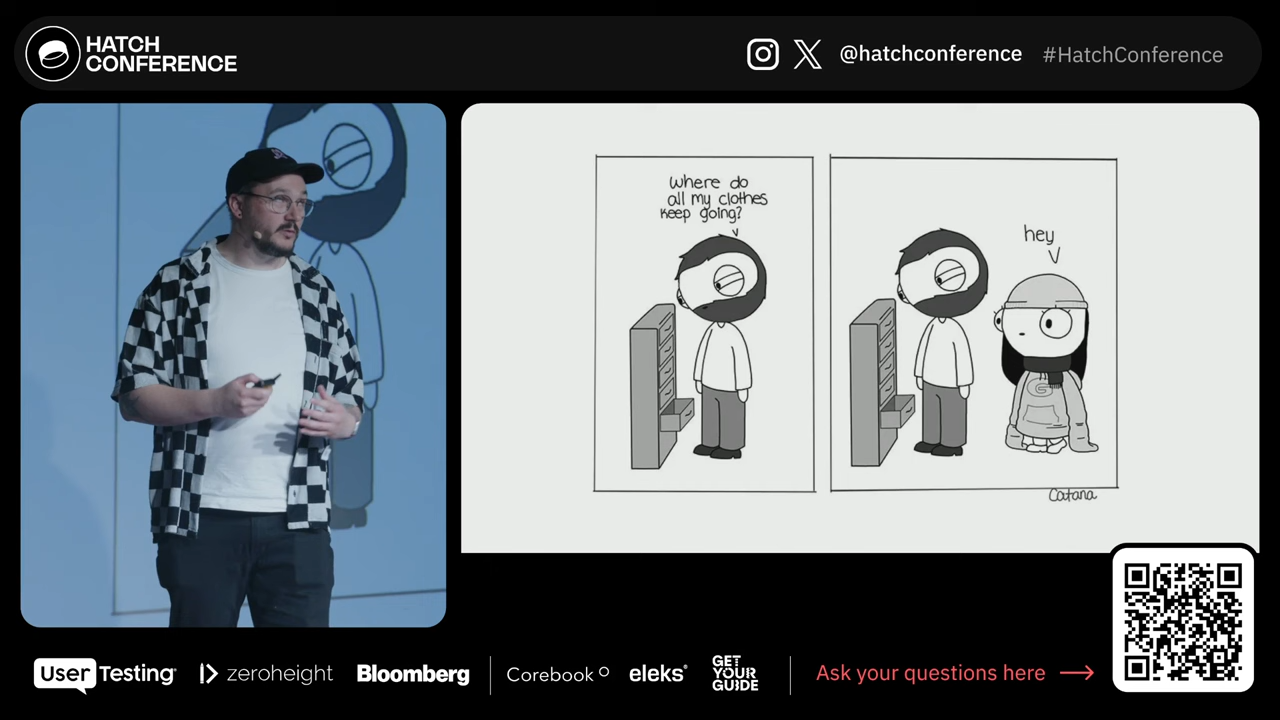 HATCH
CONFERENCE
@hatchconference #HatchConference
where do
all my clothes
keep going?
hey
G
Catana
UserTesting
zeroheight
Bloomberg
Corebook
eleks
GET
YOUR
GUIDE
Ask your questions here